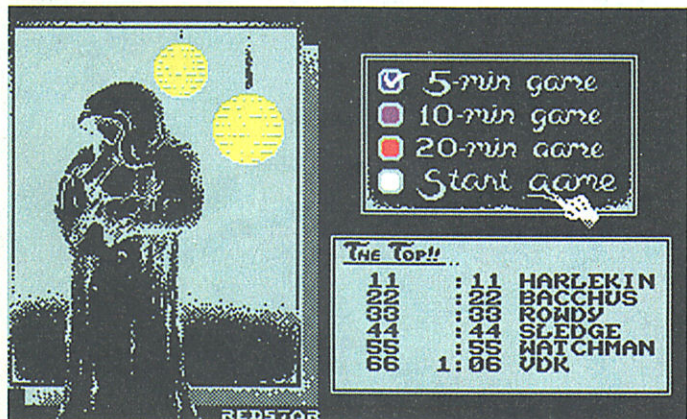 5-min game
10-min game
20-min game
Start game
The Top!!
11 :11 HARLEKIN
22 :22 BACCHUS
33 :33 ROWDY
44 :44 SLEDGE
55 :55 WATCHMAN
66 1:06 VDK
REDSTAR